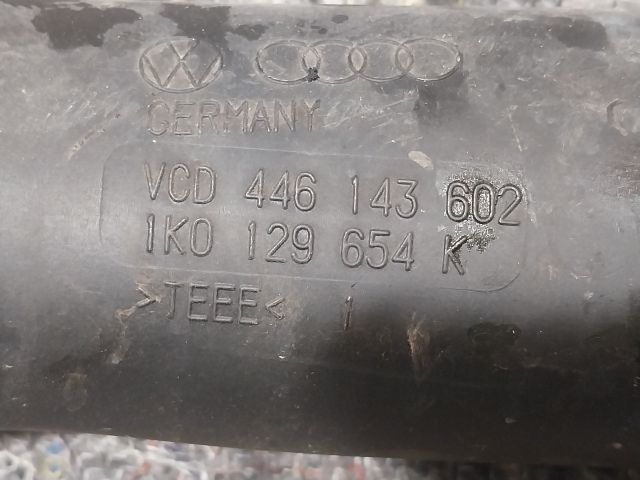 GERMANY
VCD 446 143 602
1K0 129 654 K
>TEEE< 1